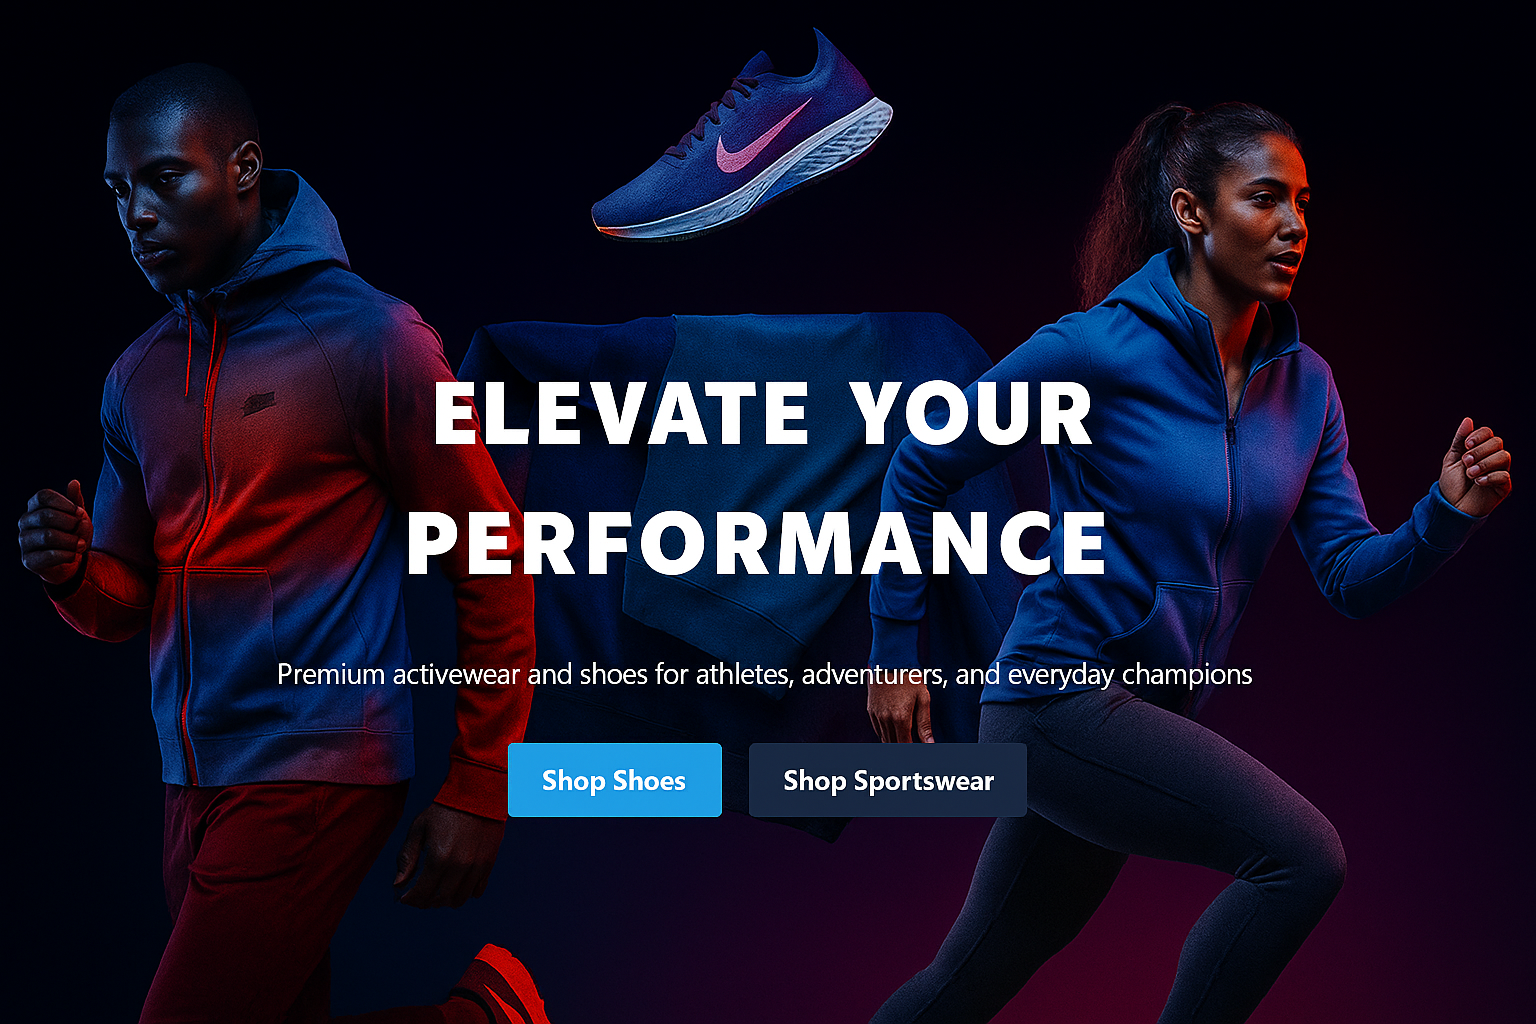 ELEVATE YOUR
PERFORMANCE
Premium activewear and shoes for athletes, adventurers, and everyday champions
Shop Shoes
Shop Sportswear